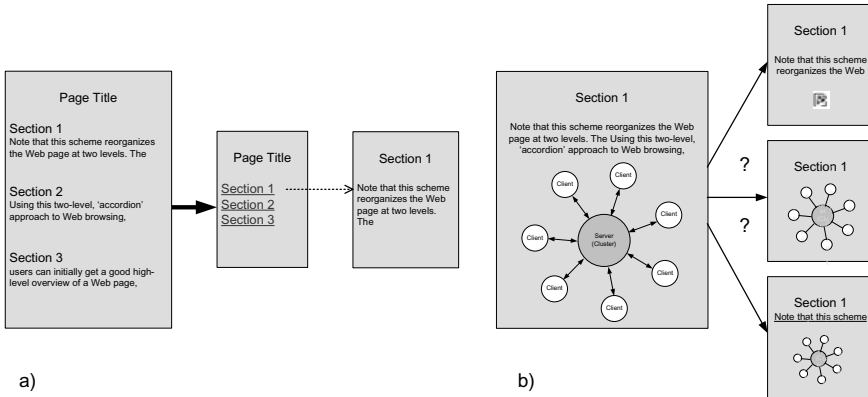 Page Title
Section 1
Note that this scheme reorganizes
the Web page at two levels. The
Section 2
Using this two-level, 'accordion'
approach to Web browsing,
Section 3
users can initially get a good high-
level overview of a Web page,
Page Title
Section 1
Section 2
Section 3
Section 1
Note that this scheme
reorganizes the Web
page at two levels.
The
a)
Section 1
Note that this scheme reorganizes the Web
page at two levels. The Using this two-level,
'accordion' approach to Web browsing,
Client
Client
Client
Client
Client
Client
Client
Server
(Cluster)
?
?
Section 1
Note that this scheme
reorganizes the Web
Section 1
Section 1
Note that this scheme
b)